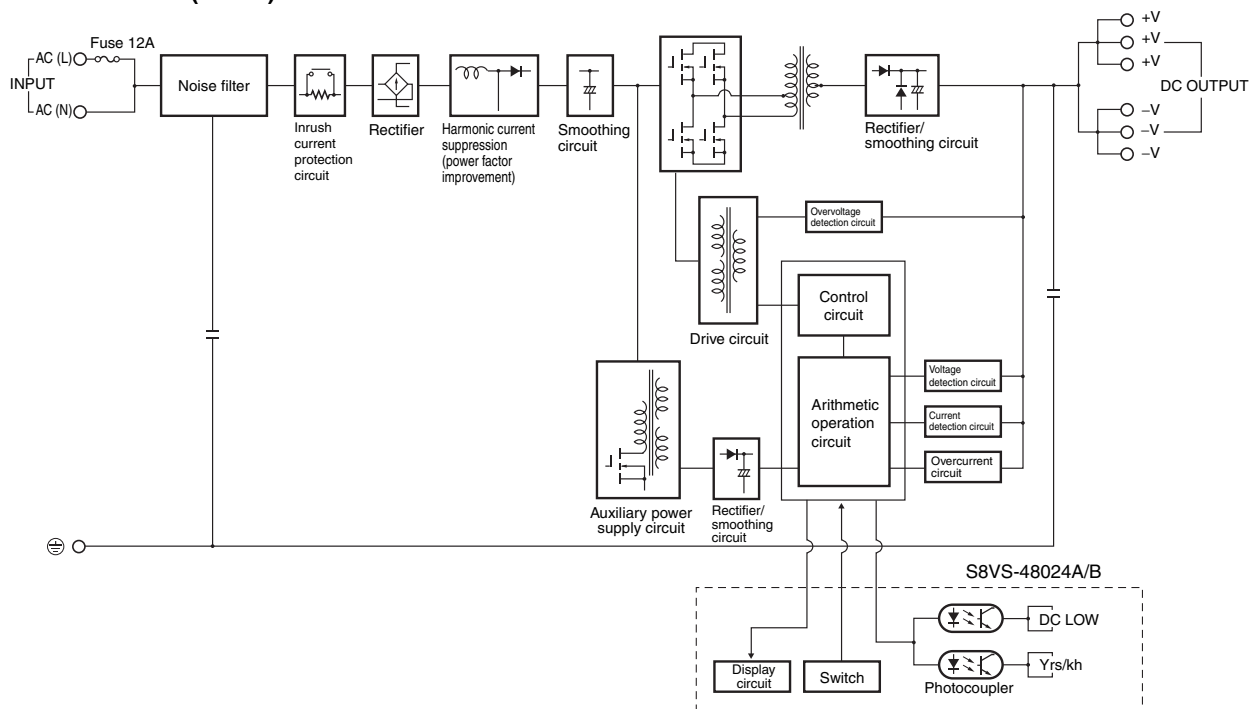 Fuse 12A
AC (L)
INPUT
AC (N)
Noise filter
Inrush
current
protection
circuit
Rectifier
Harmonic current
suppression
(power factor
improvement)
Smoothing
circuit
Rectifier/
smoothing circuit
+V
+V
+V
DC OUTPUT
–V
–V
–V
Overvoltage
detection circuit
Drive circuit
Control
circuit
Arithmetic
operation
circuit
Voltage
detection circuit
Current
detection circuit
Overcurrent
circuit
Auxiliary power
supply circuit
Rectifier/
smoothing
circuit
S8VS-48024A/B
DC LOW
Yrs/kh
Photocoupler
Display
circuit
Switch